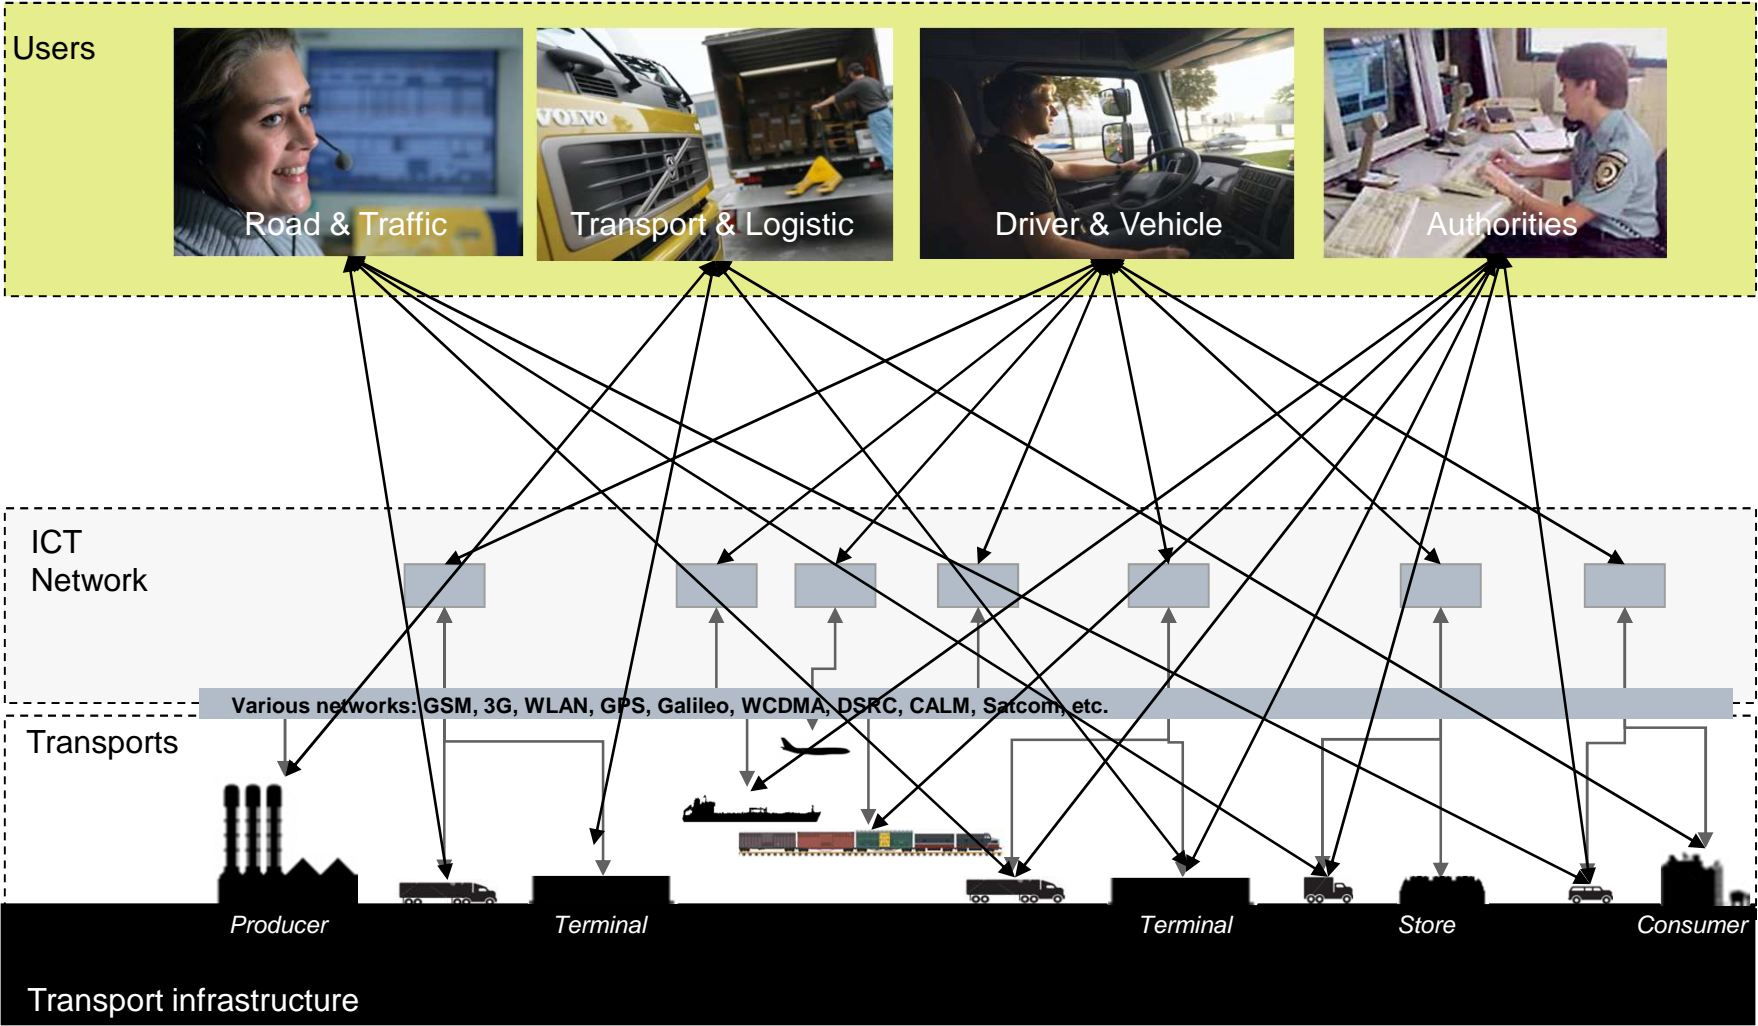 Users
VOLVO
Road & Traffic
Transport & Logistic
Driver & Vehicle
Authorities
ICT
Network
Various networks: GSM, 3G, WLAN, GPS, Galileo, WCDMA, DSRC, CALM, Satcom, etc.
Transports
Producer
Terminal
Terminal
Store
Consumer
Transport infrastructure